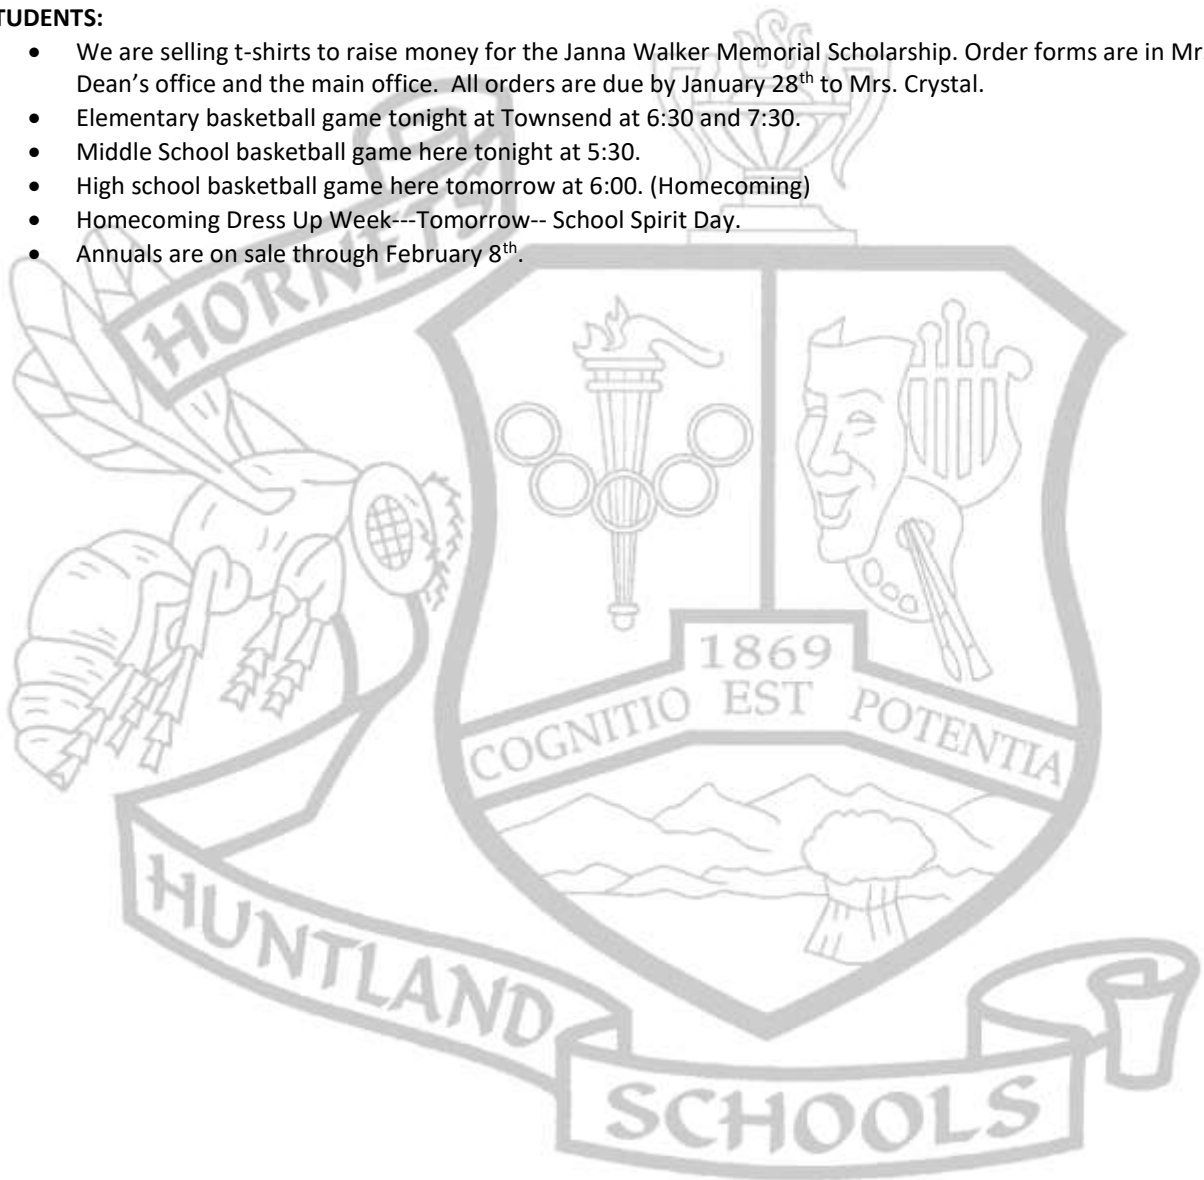 TUDENTS:
• We are selling t-shirts to raise money for the Janna Walker Memorial Scholarship. Order forms are in Mr
Dean’s office and the main office.  All orders are due by January 28th to Mrs. Crystal.
• Elementary basketball game tonight at Townsend at 6:30 and 7:30.
• Middle School basketball game here tonight at 5:30.
• High school basketball game here tomorrow at 6:00. (Homecoming)
• Homecoming Dress Up Week---Tomorrow-- School Spirit Day.
• Annuals are on sale through February 8th.
HORNETS
1869
COGNITIO EST POTENTIA
HUNTLAND
SCHOOLS